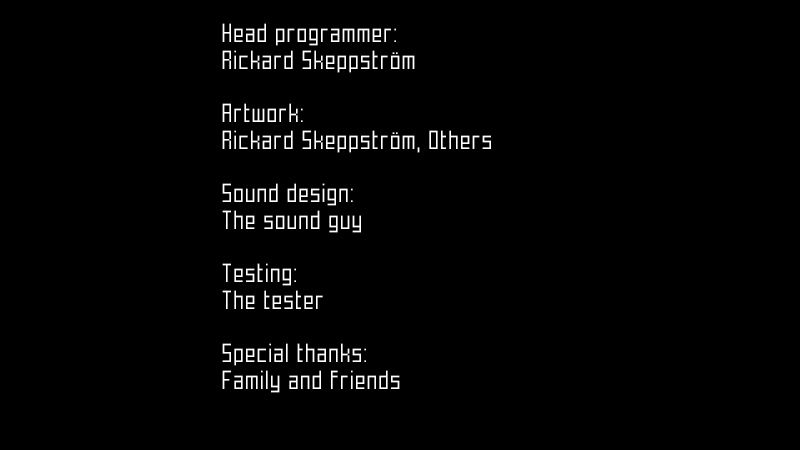 Head programmer:
Rickard Skeppström
Artwork:
Rickard Skeppström, Others
Sound design:
The sound guy
Testing:
The tester
Special thanks:
Family and friends